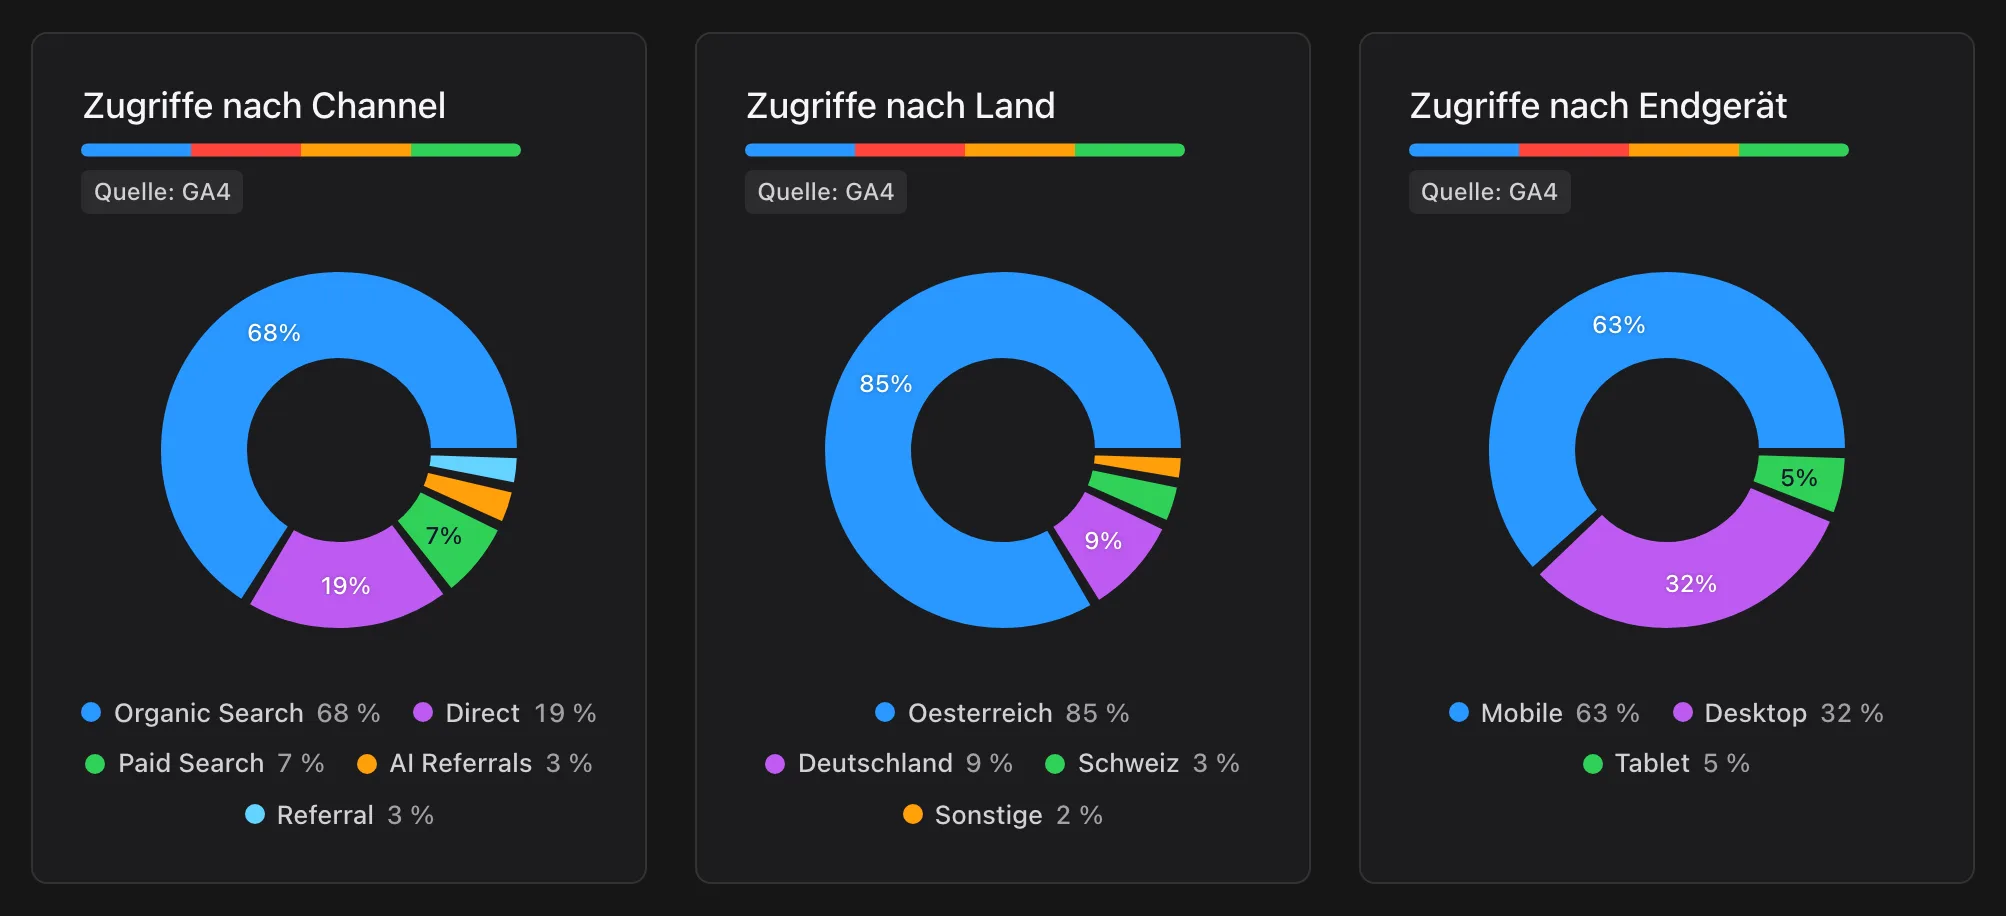 Zugriffe nach Channel
Quelle: GA4
68%
7%
19%
Organic Search 68 % Direct 19 %
Paid Search 7 % AI Referrals 3 %
Referral 3 %
Zugriffe nach Land
Quelle: GA4
85%
9%
Oesterreich 85 %
Deutschland 9 % Schweiz 3 %
Sonstige 2 %
Zugriffe nach Endgerät
Quelle: GA4
63%
5%
32%
Mobile 63 % Desktop 32 %
Tablet 5 %